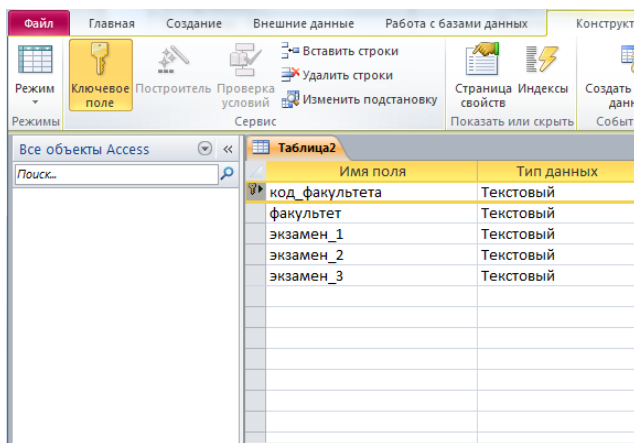 Файл Главная Создание Внешние данные Работа с базами данных Конструкт
Режим
Ключевое поле
Построитель
Проверка условий
Вставить строки
Удалить строки
Изменить подстановку
Страница свойств
Индексы
Создать
данн
Режимы Сервис Показать или скрыть Событ
Все объекты Access «
Поиск...
Таблица2
Имя поля Тип данных
код_факультета Текстовый
факультет Текстовый
экзамен_1 Текстовый
экзамен_2 Текстовый
экзамен_3 Текстовый